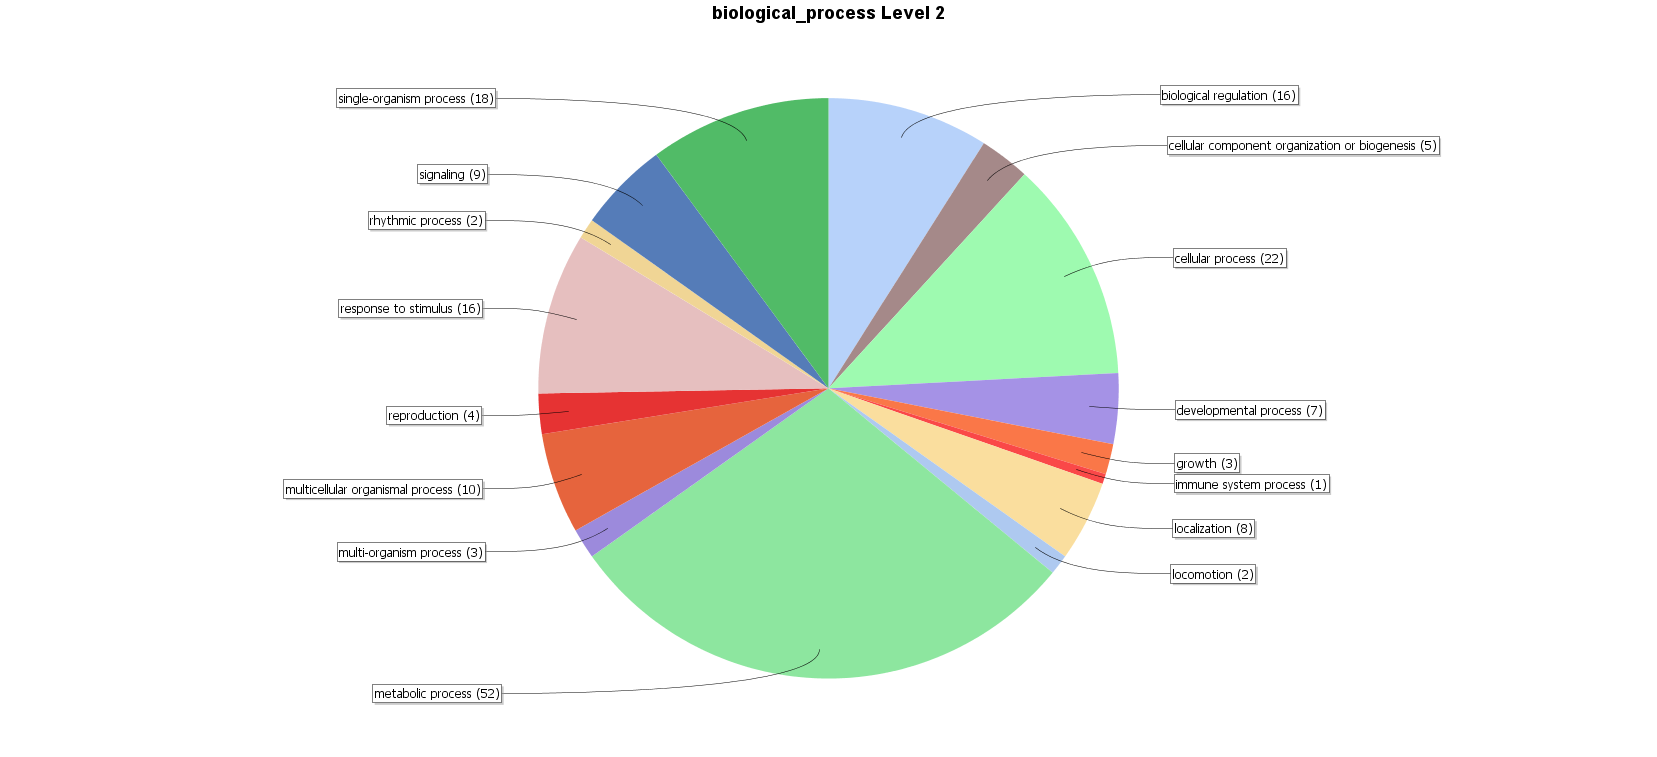 biological_process Level 2
single-organism process (18)
biological regulation (16)
cellular component organization or biogenesis (5)
signaling (9)
rhythmic process (2)
cellular process (22)
response to stimulus (16)
developmental process (7)
reproduction (4)
growth (3)
immune system process (1)
multicellular organismal process (10)
localization (8)
multi-organism process (3)
locomotion (2)
metabolic process (52)